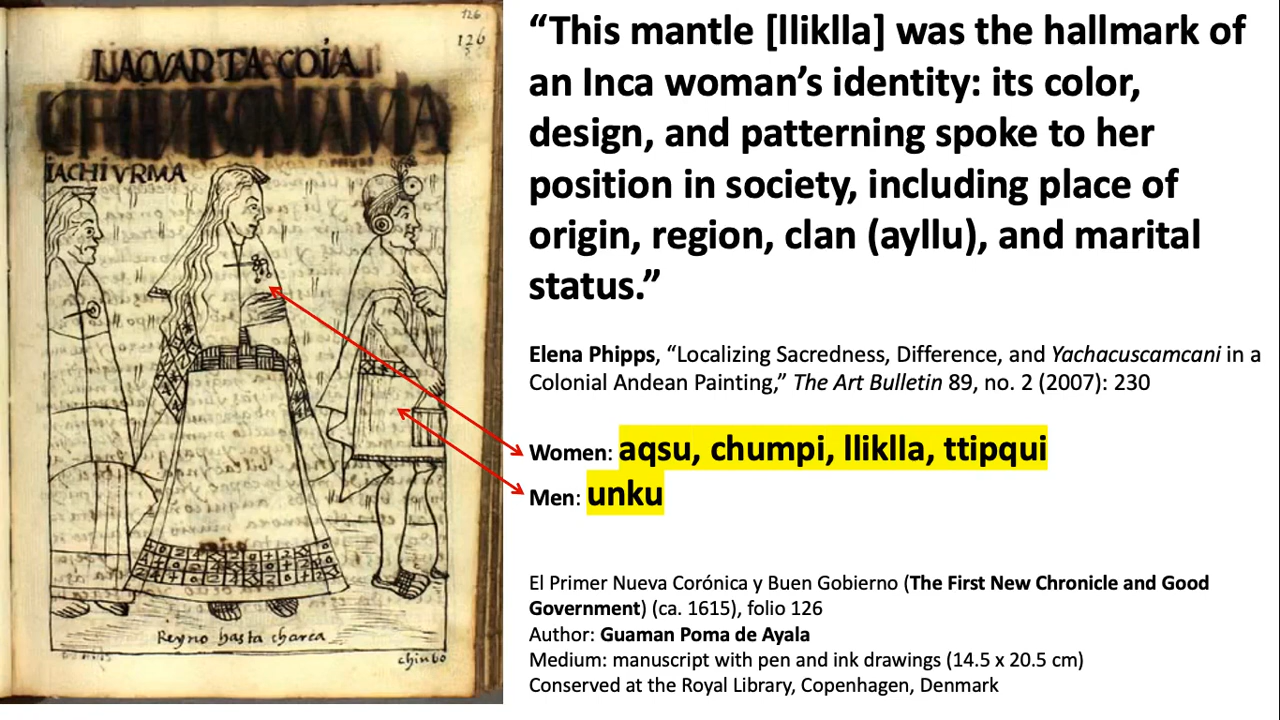 126
126
LACVARTACOIA
IACHIVRMA
Reyno hasta charca
chinbo
“This mantle [lliklla] was the hallmark of
an Inca woman’s identity: its color,
design, and patterning spoke to her
position in society, including place of
origin, region, clan (ayllu), and marital
status.”
Elena Phipps, “Localizing Sacredness, Difference, and Yachacuscamcani in a
Colonial Andean Painting,” The Art Bulletin 89, no. 2 (2007): 230
Women: aqsu, chumpi, lliklla, ttipqui
Men: unku
El Primer Nueva Corónica y Buen Gobierno (The First New Chronicle and Good
Government) (ca. 1615), folio 126
Author: Guaman Poma de Ayala
Medium: manuscript with pen and ink drawings (14.5 x 20.5 cm)
Conserved at the Royal Library, Copenhagen, Denmark